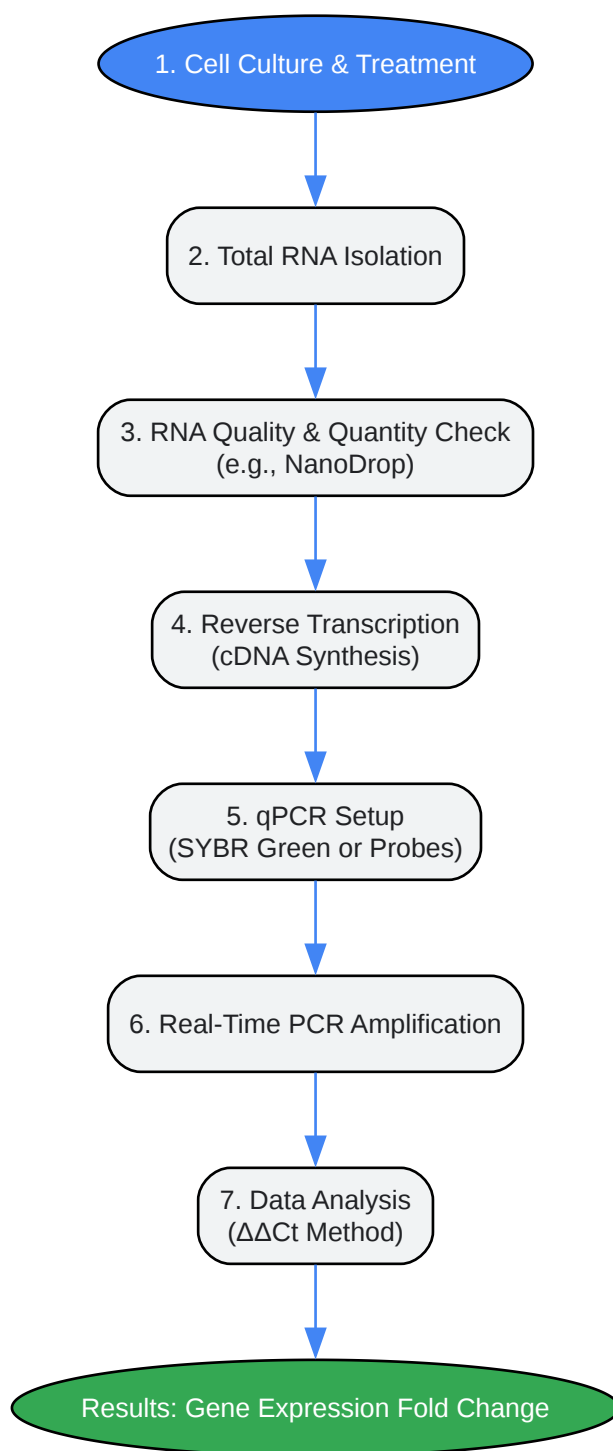 1. Cell Culture & Treatment
2. Total RNA Isolation
3. RNA Quality & Quantity Check
(e.g., NanoDrop)
4. Reverse Transcription
(cDNA Synthesis)
5. qPCR Setup
(SYBR Green or Probes)
6. Real-Time PCR Amplification
7. Data Analysis
(ΔΔCt Method)
Results: Gene Expression Fold Change